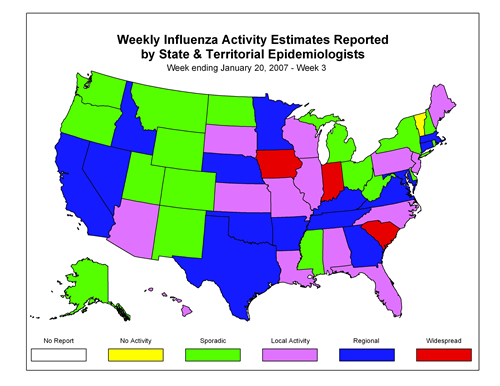 Weekly Influenza Activity Estimates Reported
by State & Territorial Epidemiologists
Week ending January 20, 2007 - Week 3
No Report No Activity Sporadic Local Activity Regional Widespread